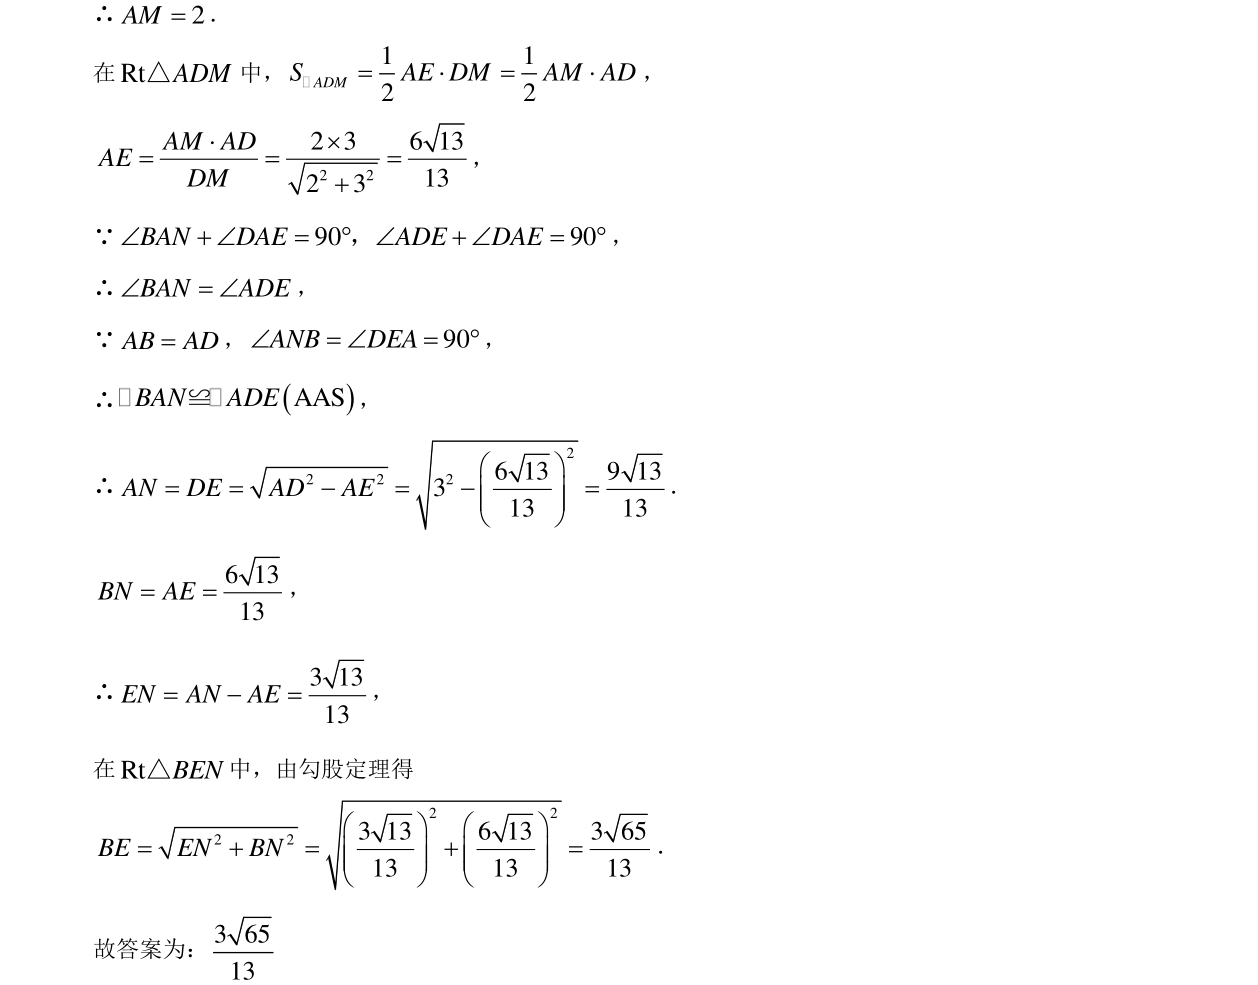 ∴ AM = 2 .
在 Rt△ADM 中，S□ADM = 1/2 AE · DM = 1/2 AM · AD ，
AE = (AM · AD)/DM = (2×3)/√(2² + 3²) = 6√13/13 ，
∵ ∠BAN + ∠DAE = 90°，∠ADE + ∠DAE = 90° ，
∴ ∠BAN = ∠ADE ，
∵ AB = AD ，∠ANB = ∠DEA = 90° ，
∴ □BAN≌□ADE(AAS)，
∴ AN = DE = √(AD² − AE²) = √(3² − (6√13/13)²) = 9√13/13 .
BN = AE = 6√13/13 ，
∴ EN = AN − AE = 3√13/13 ，
在 Rt△BEN 中，由勾股定理得
BE = √(EN² + BN²) = √((3√13/13)² + (6√13/13)²) = 3√65/13 .
故答案为：3√65/13